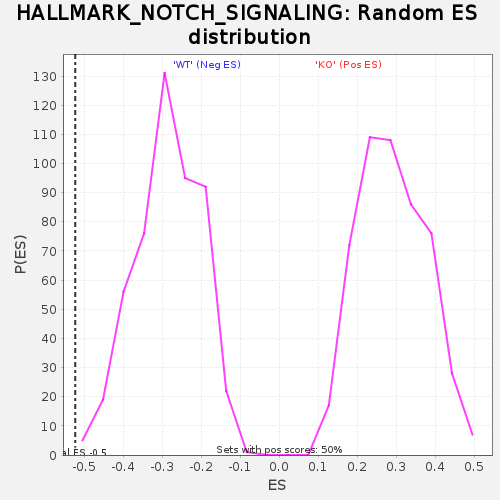 HALLMARK_NOTCH_SIGNALING: Random ES
distribution
'WT' (Neg ES) 'KO' (Pos ES)
130
120
110
100
90
80
70
60
50
40
30
20
10
0
P(ES)
Sets with pos scores: 50%
ES -0.5
-0.5 -0.4 -0.3 -0.2 -0.1 0.0 0.1 0.2 0.3 0.4 0.5
ES